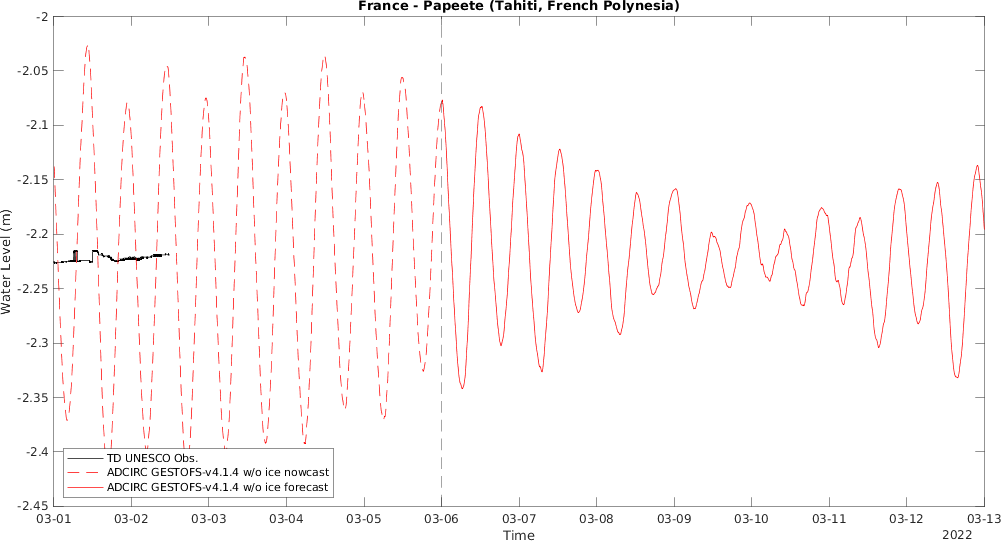 France - Papeete (Tahiti, French Polynesia)
-2
-2.05
-2.1
-2.15
-2.2
-2.25
-2.3
-2.35
-2.4
-2.45
Water Level (m)
TD UNESCO Obs.
ADCIRC GESTOFS-v4.1.4 w/o ice nowcast
ADCIRC GESTOFS-v4.1.4 w/o ice forecast
03-01 03-02 03-03 03-04 03-05 03-06 03-07 03-08 03-09 03-10 03-11 03-12 03-13
Time
2022